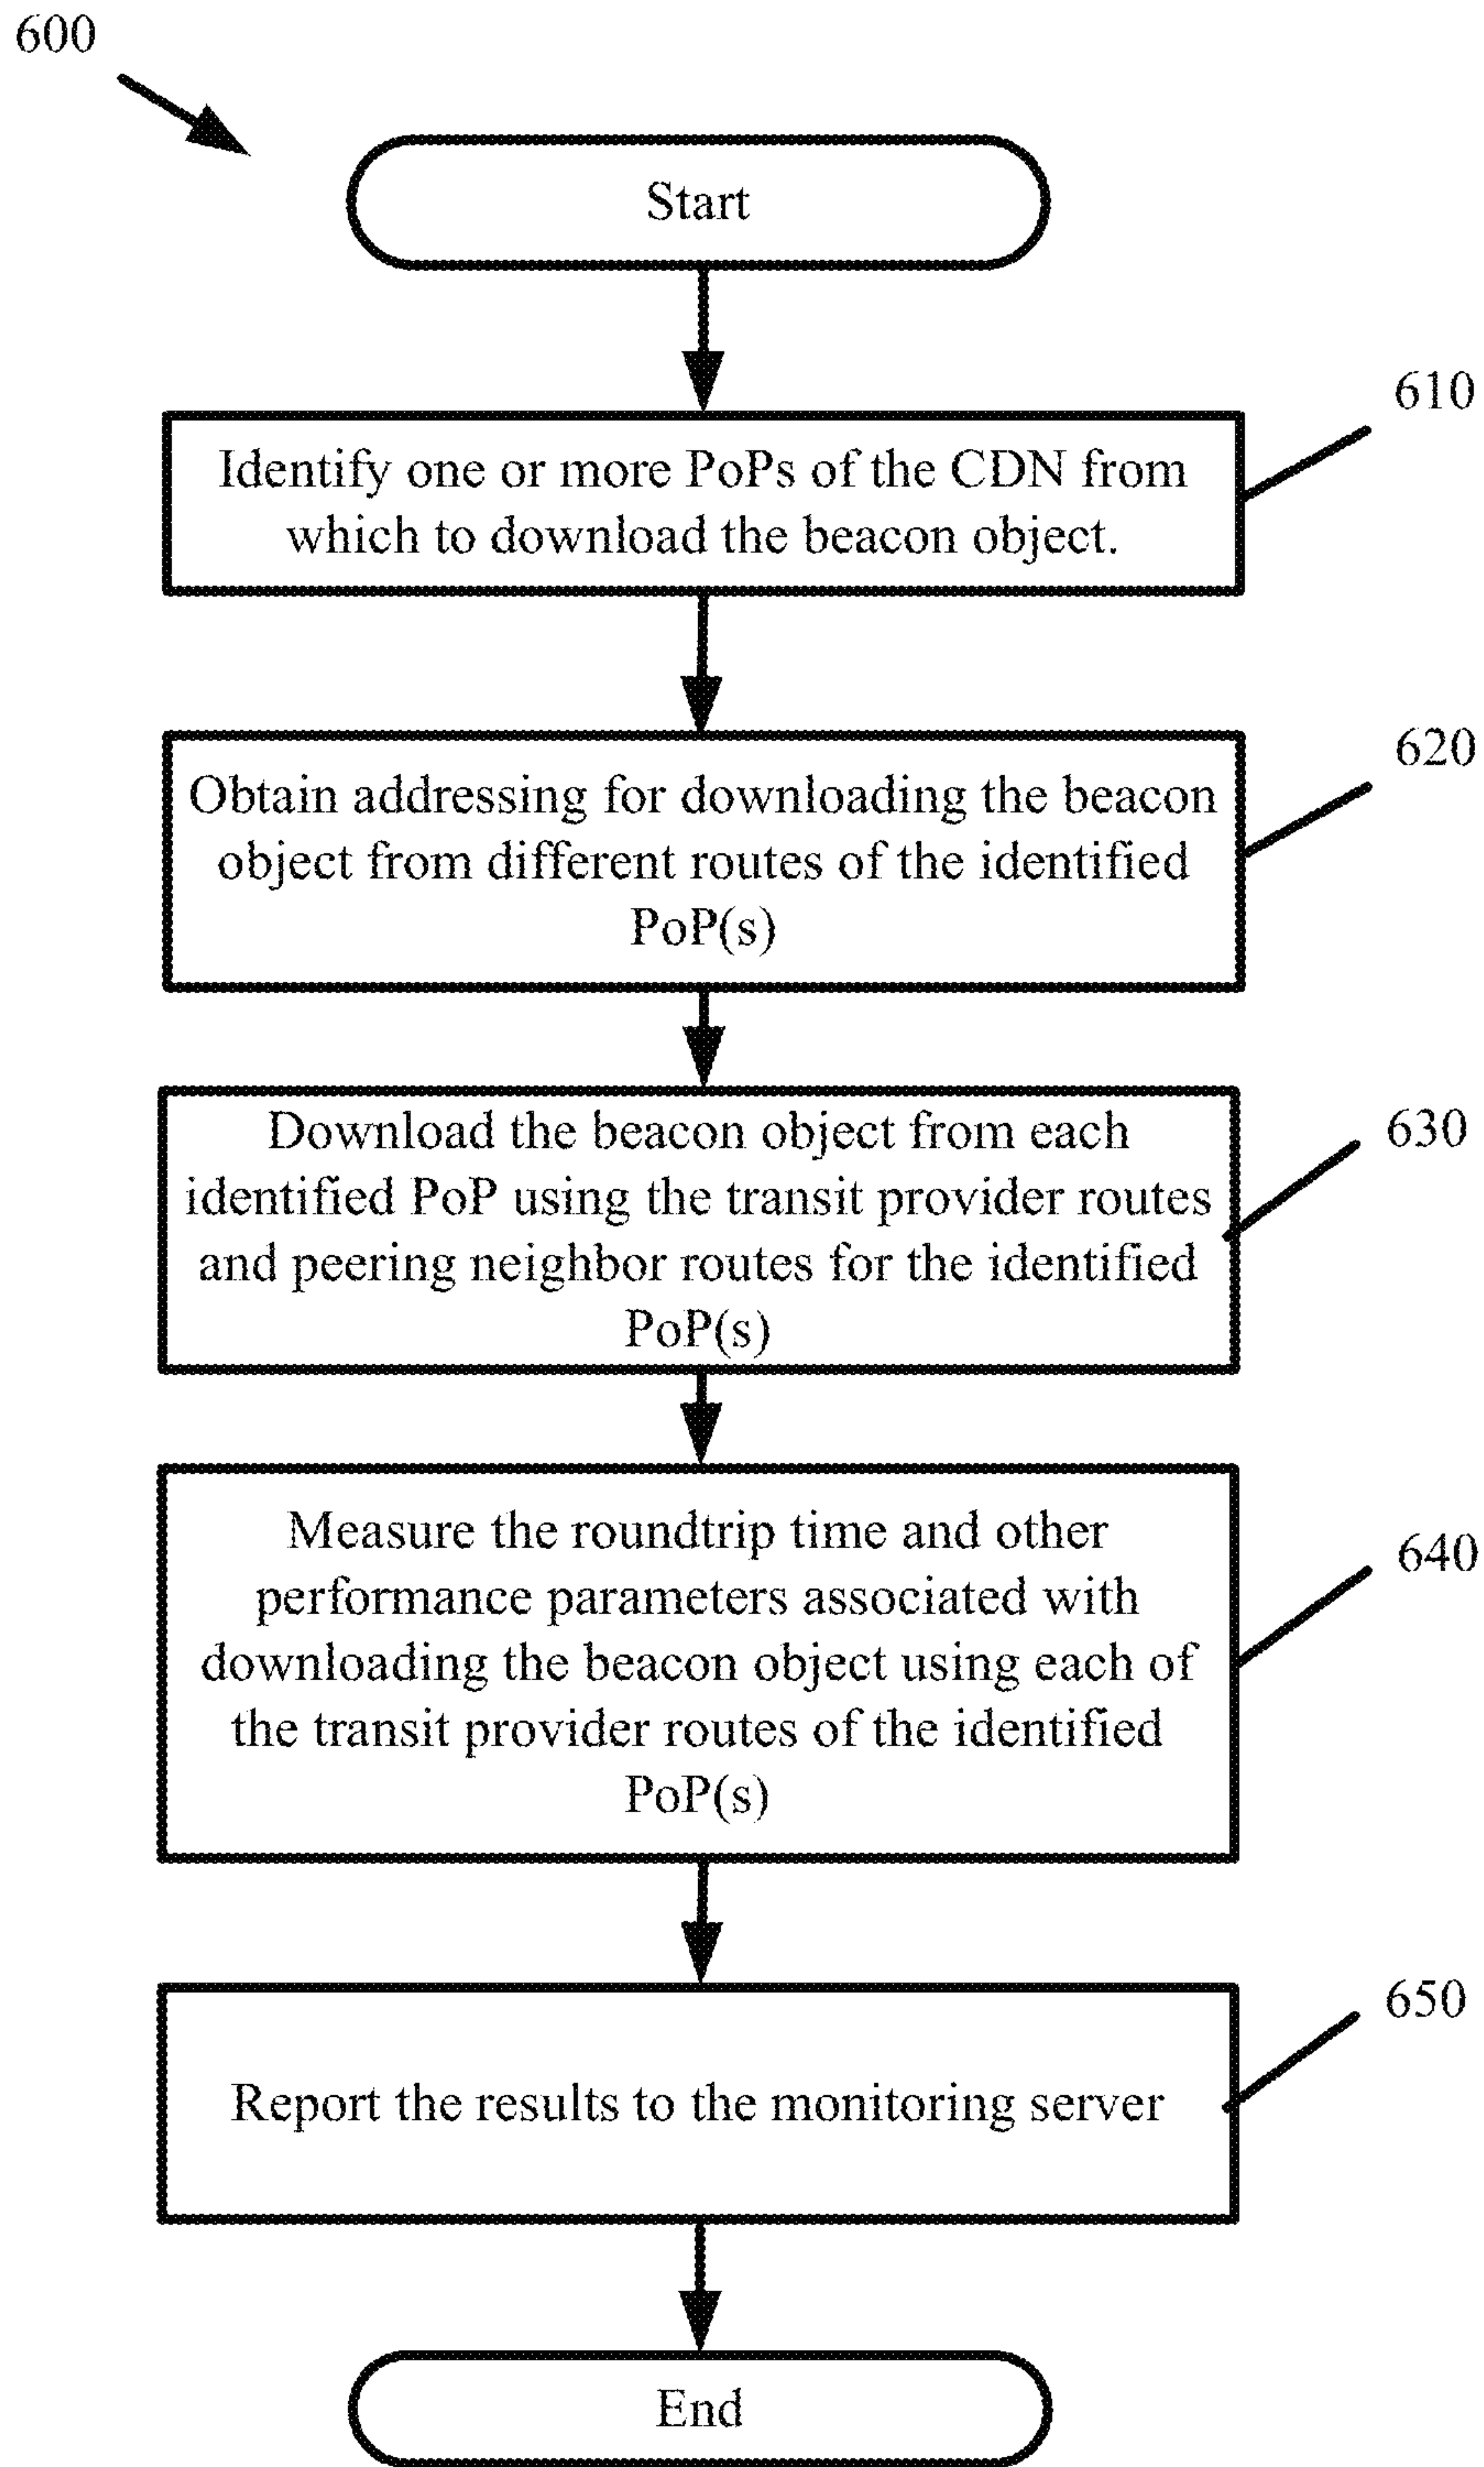 600
Start
610
Identify one or more PoPs of the CDN from
which to download the beacon object.
620
Obtain addressing for downloading the beacon
object from different routes of the identified
PoP(s)
630
Download the beacon object from each
identified PoP using the transit provider routes
and peering neighbor routes for the identified
PoP(s)
640
Measure the roundtrip time and other
performance parameters associated with
downloading the beacon object using each of
the transit provider routes of the identified
PoP(s)
650
Report the results to the monitoring server
End